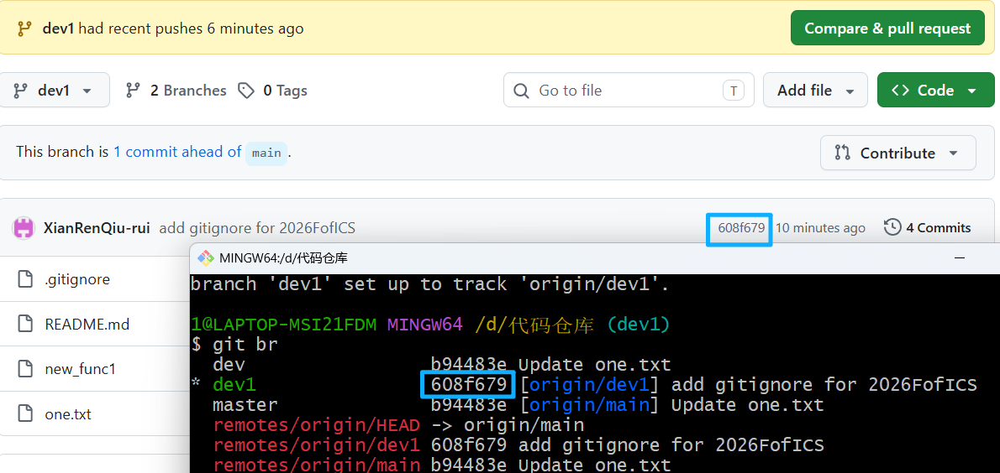 dev1 had recent pushes 6 minutes ago
Compare & pull request
dev1
2 Branches
0 Tags
Go to file
T
Add file
Code
This branch is 1 commit ahead of main .
Contribute
XianRenQiu-rui add gitignore for 2026FofICS
608f679 10 minutes ago
4 Commits
.gitignore
README.md
new_func1
one.txt
MINGW64:/d/代码仓库
branch 'dev1' set up to track 'origin/dev1'.
1@LAPTOP-MSI21FDM MINGW64 /d/代码仓库 (dev1)
$ git br
dev b94483e Update one.txt
* dev1 608f679 [origin/dev1] add gitignore for 2026FofICS
master b94483e [origin/main] Update one.txt
remotes/origin/HEAD -> origin/main
remotes/origin/dev1 608f679 add gitignore for 2026FofICS
remotes/origin/main b94483e Update one.txt